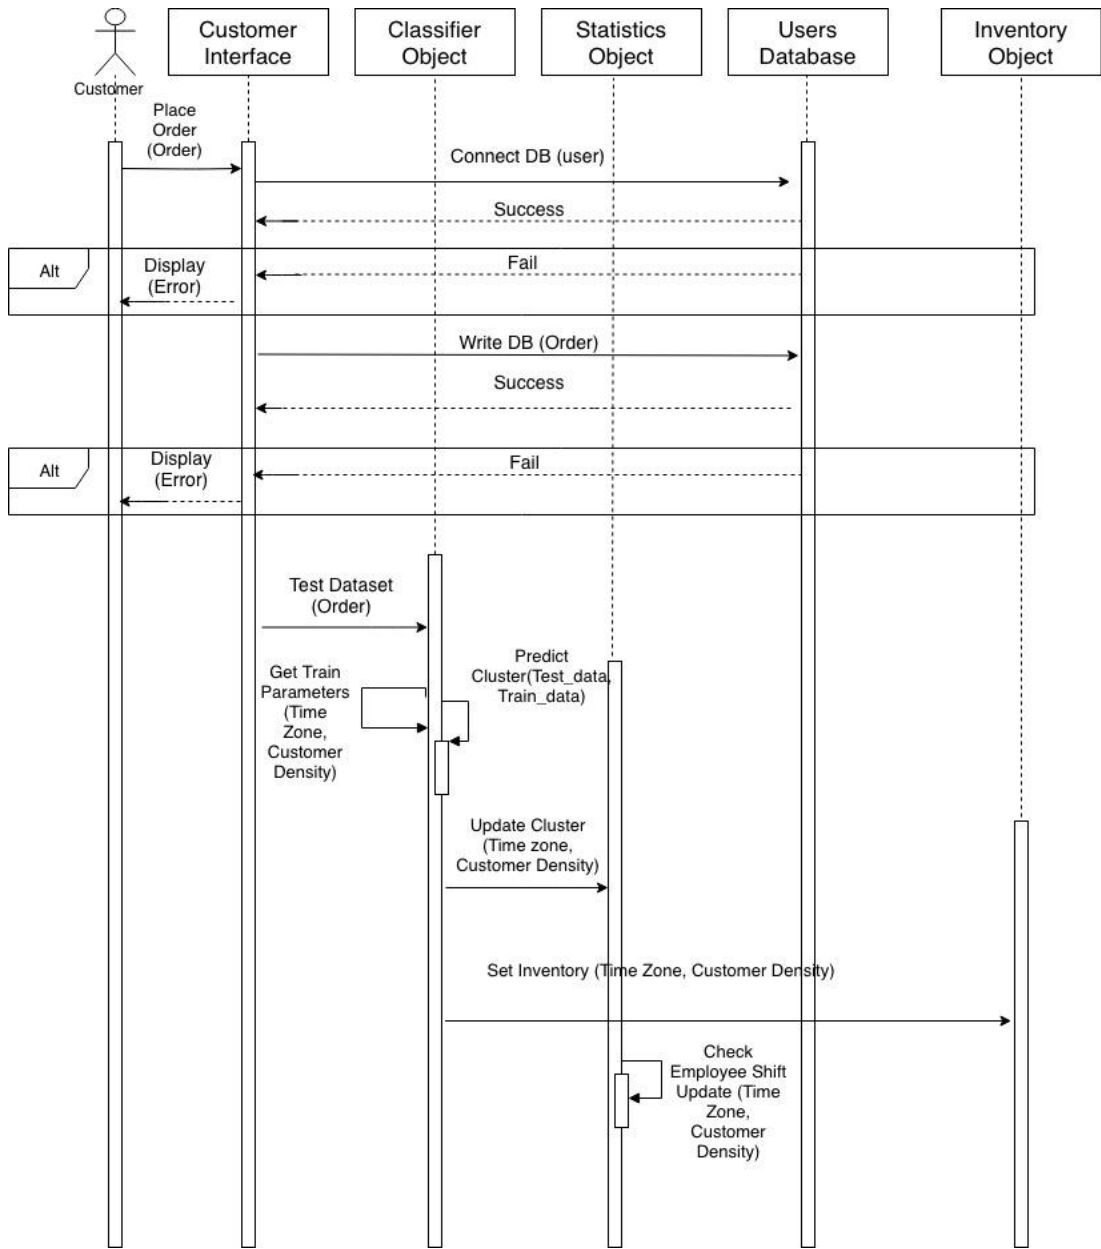 Customer
Interface
Classifier
Object
Statistics
Object
Users
Database
Inventory
Object
Customer
Place
Order
(Order)
Connect DB (user)
Success
Alt
Display
(Error)
Fail
Write DB (Order)
Success
Alt
Display
(Error)
Fail
Test Dataset
(Order)
Get Train
Parameters
(Time
Zone,
Customer
Density)
Predict
Cluster(Test_data,
Train_data)
Update Cluster
(Time zone,
Customer Density)
Set Inventory (Time Zone, Customer Density)
Check
Employee Shift
Update (Time
Zone,
Customer
Density)